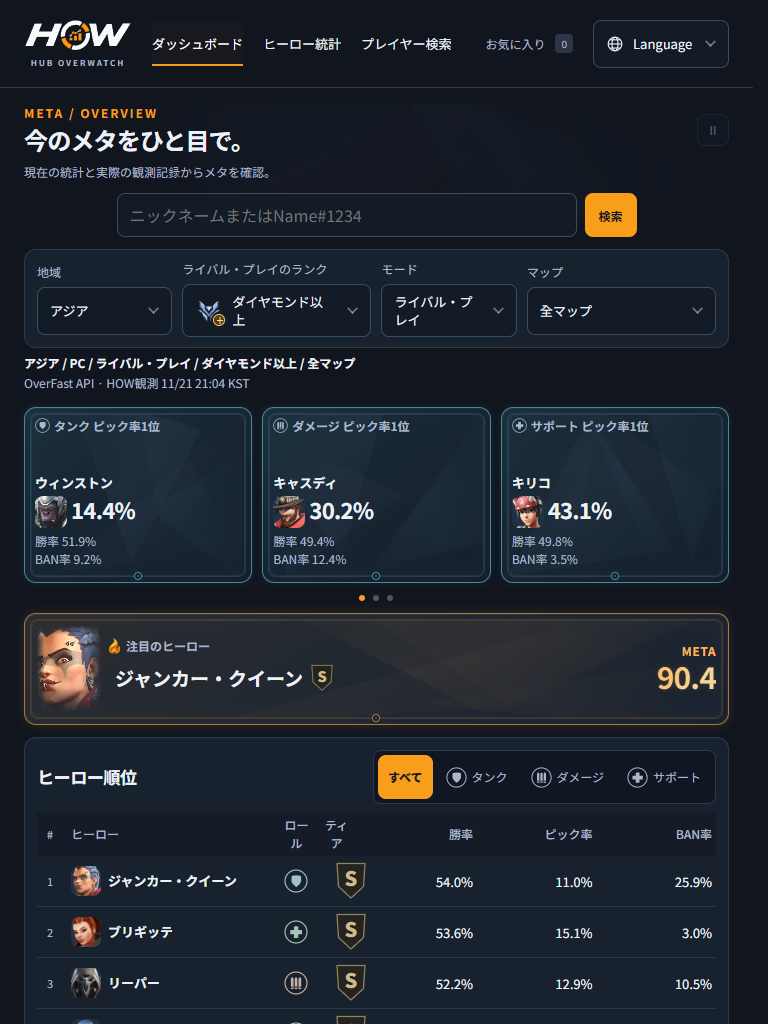 HOW
HUB OVERWATCH
ダッシュボード
ヒーロー統計
プレイヤー検索
お気に入り 0
Language
META / OVERVIEW
今のメタをひと目で。
現在の統計と実際の観測記録からメタを確認。
ニックネームまたはName#1234
検索
地域
アジア
ライバル・プレイのランク
ダイヤモンド以
上
モード
ライバル・プ
レイ
マップ
全マップ
アジア / PC / ライバル・プレイ / ダイヤモンド以上 / 全マップ
OverFast API · HOW観測 11/21 21:04 KST
タンク ピック率1位
ウィンストン
14.4%
勝率 51.9%
BAN率 9.2%
ダメージ ピック率1位
キャスディ
30.2%
勝率 49.4%
BAN率 12.4%
サポート ピック率1位
キリコ
43.1%
勝率 49.8%
BAN率 3.5%
注目のヒーロー
ジャンカー・クイーン S
META
90.4
ヒーロー順位
すべて
タンク
ダメージ
サポート
# ヒーロー ロー
ル ティ
ア 勝率 ピック率 BAN率
1 ジャンカー・クイーン S 54.0% 11.0% 25.9%
2 ブリギッテ S 53.6% 15.1% 3.0%
3 リーパー S 52.2% 12.9% 10.5%